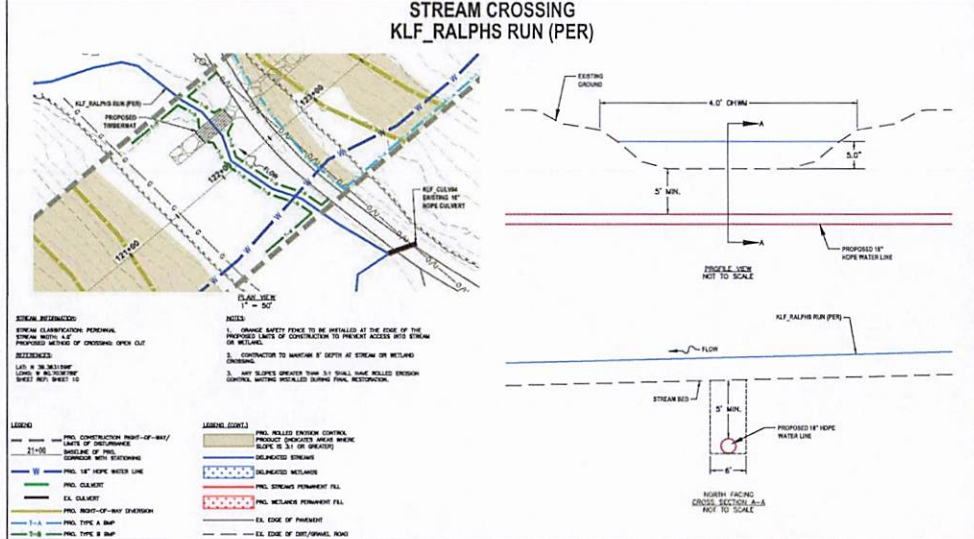 STREAM CROSSING
KLF_RALPHS RUN (PER)
KLF_RALPHS RUN (PER)
PROPOSED
TIMBERMAT
FLOW
121+00
122+00
123+00
W
W
W
W
KLF_CULV04
EXISTING 16"
HDPE CULVERT
PLAN VIEW
1" = 50'
EXISTING
GROUND
4.0' OHWM
A
5.0"
5' MIN.
A
PROPOSED 18"
HDPE WATER LINE
PROFILE VIEW
NOT TO SCALE
STREAM INFORMATION:
STREAM CLASSIFICATION: PERENNIAL
STREAM WIDTH: 4.0'
PROPOSED METHOD OF CROSSING: OPEN CUT
REFERENCES:
SHEET REF: SHEET 10
NOTES:
1. ORANGE SAFETY FENCE TO BE INSTALLED AT THE EDGE OF THE
PROPOSED LIMITS OF CONSTRUCTION TO PREVENT ACCESS INTO STREAM
OR WETLAND.
2. CONTRACTOR TO MAINTAIN 5' DEPTH AT STREAM OR WETLAND
CROSSING.
3. ANY SLOPES GREATER THAN 3:1 SHALL HAVE ROLLED EROSION
CONTROL MATTING INSTALLED DURING FINAL RESTORATION.
KLF_RALPHS RUN (PER)
FLOW
STREAM BED
5' MIN.
PROPOSED 18" HDPE
WATER LINE
6'
NORTH FACING
CROSS SECTION A-A
NOT TO SCALE
LEGEND
PRO. CONSTRUCTION RIGHT-OF-WAY/
LIMITS OF DISTURBANCE
21+00
BASELINE OF PRO.
CORRIDOR WITH STATIONING
W
PRO. 18" HDPE WATER LINE
PRO. CULVERT
EX. CULVERT
PRO. RIGHT-OF-WAY DIVERSION
T-A
PRO. TYPE A BMP
T-B
PRO. TYPE B BMP
LEGEND (CONT.)
PRO. ROLLED EROSION CONTROL
PRODUCT (INDICATES AREAS WHERE
SLOPE IS 3:1 OR GREATER)
DELINEATED STREAMS
DELINEATED WETLANDS
PRO. STREAMS PERMANENT FILL
PRO. WETLANDS PERMANENT FILL
EX. EDGE OF PAVEMENT
EX. EDGE OF DIRT/GRAVEL ROAD